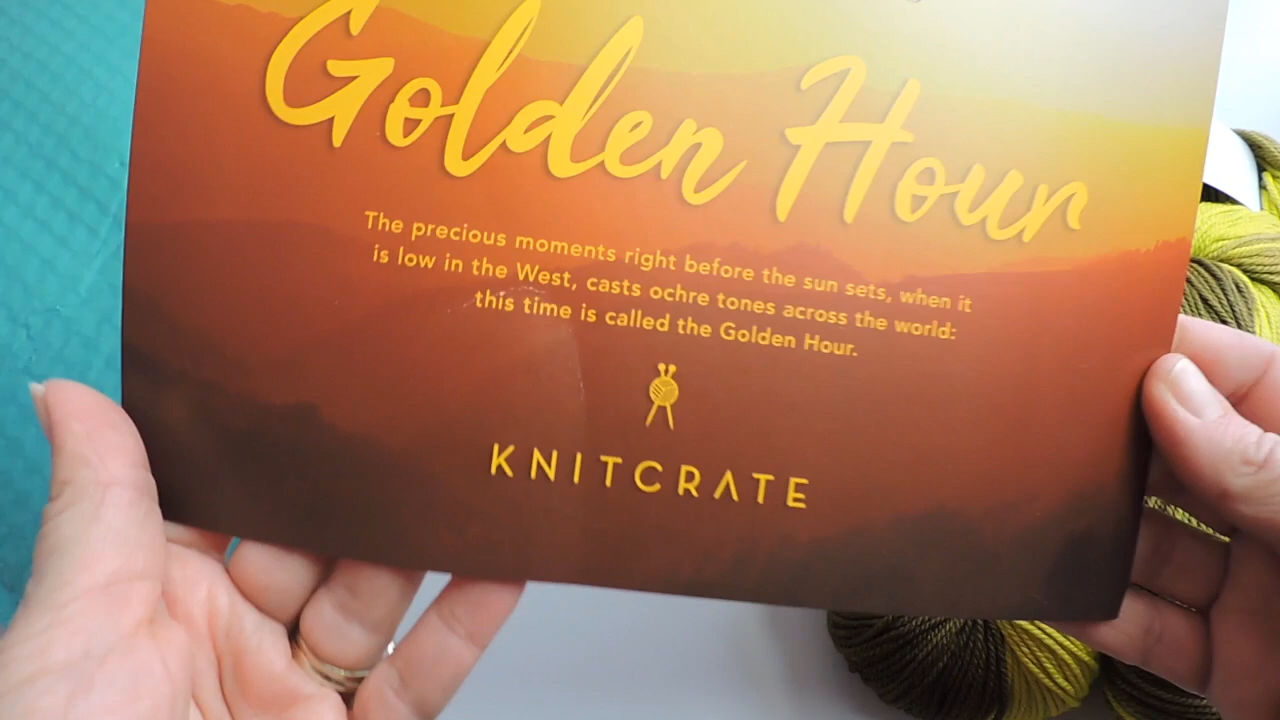 Golden Hour
The precious moments right before the sun sets, when it
is low in the West, casts ochre tones across the world:
this time is called the Golden Hour.
KNITCRATE